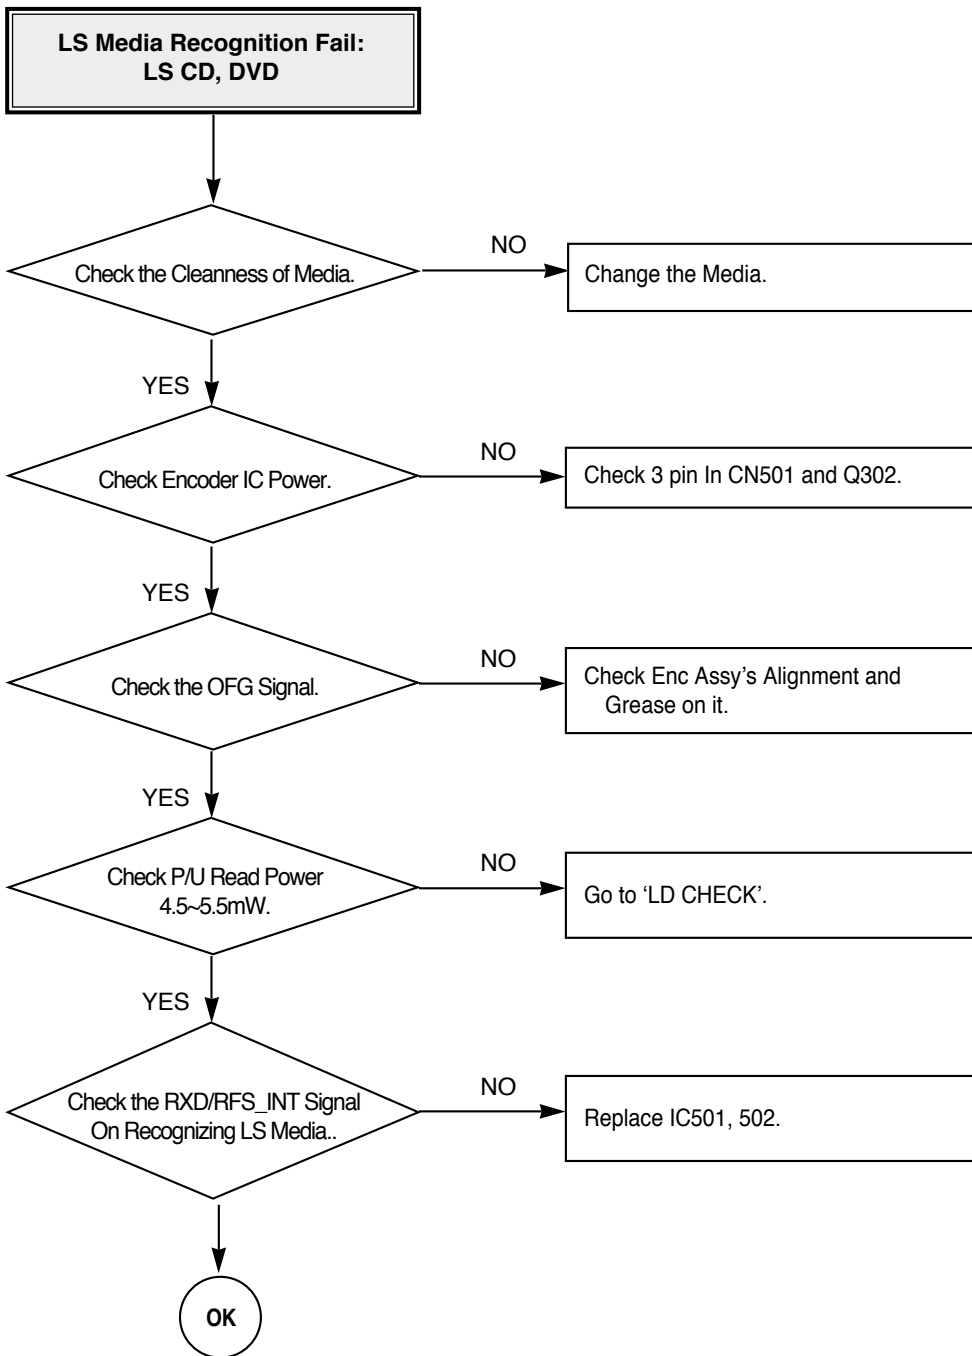 LS Media Recognition Fail:
LS CD, DVD
Check the Cleanness of Media.
NO
Change the Media.
YES
Check Encoder IC Power.
NO
Check 3 pin In CN501 and Q302.
YES
Check the OFG Signal.
NO
Check Enc Assy’s Alignment and
Grease on it.
YES
Check P/U Read Power
4.5~5.5mW.
NO
Go to ‘LD CHECK’.
YES
Check the RXD/RFS_INT Signal
On Recognizing LS Media..
NO
Replace IC501, 502.
OK